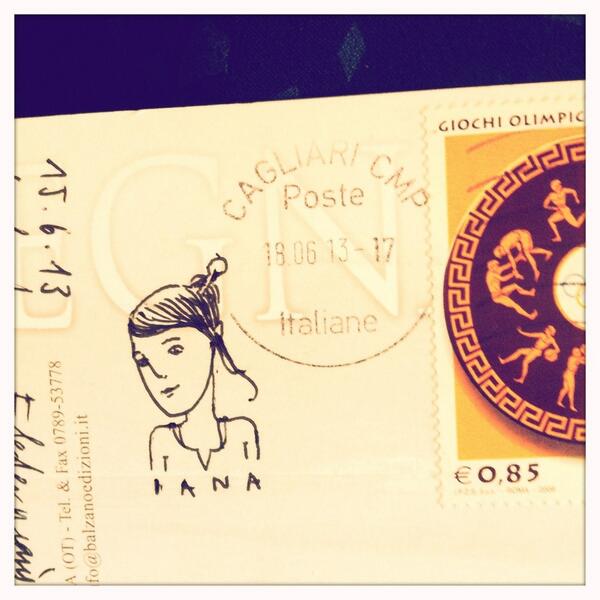 GIOCHI OLIMPIC
CAGLIARI CMP
Poste
18.06 13-17
Italiane
EGN
15.6.13
A (OT) - Tel. & Fax 0789-53778
fo@balzanoedizioni.it
IANA
€0,85